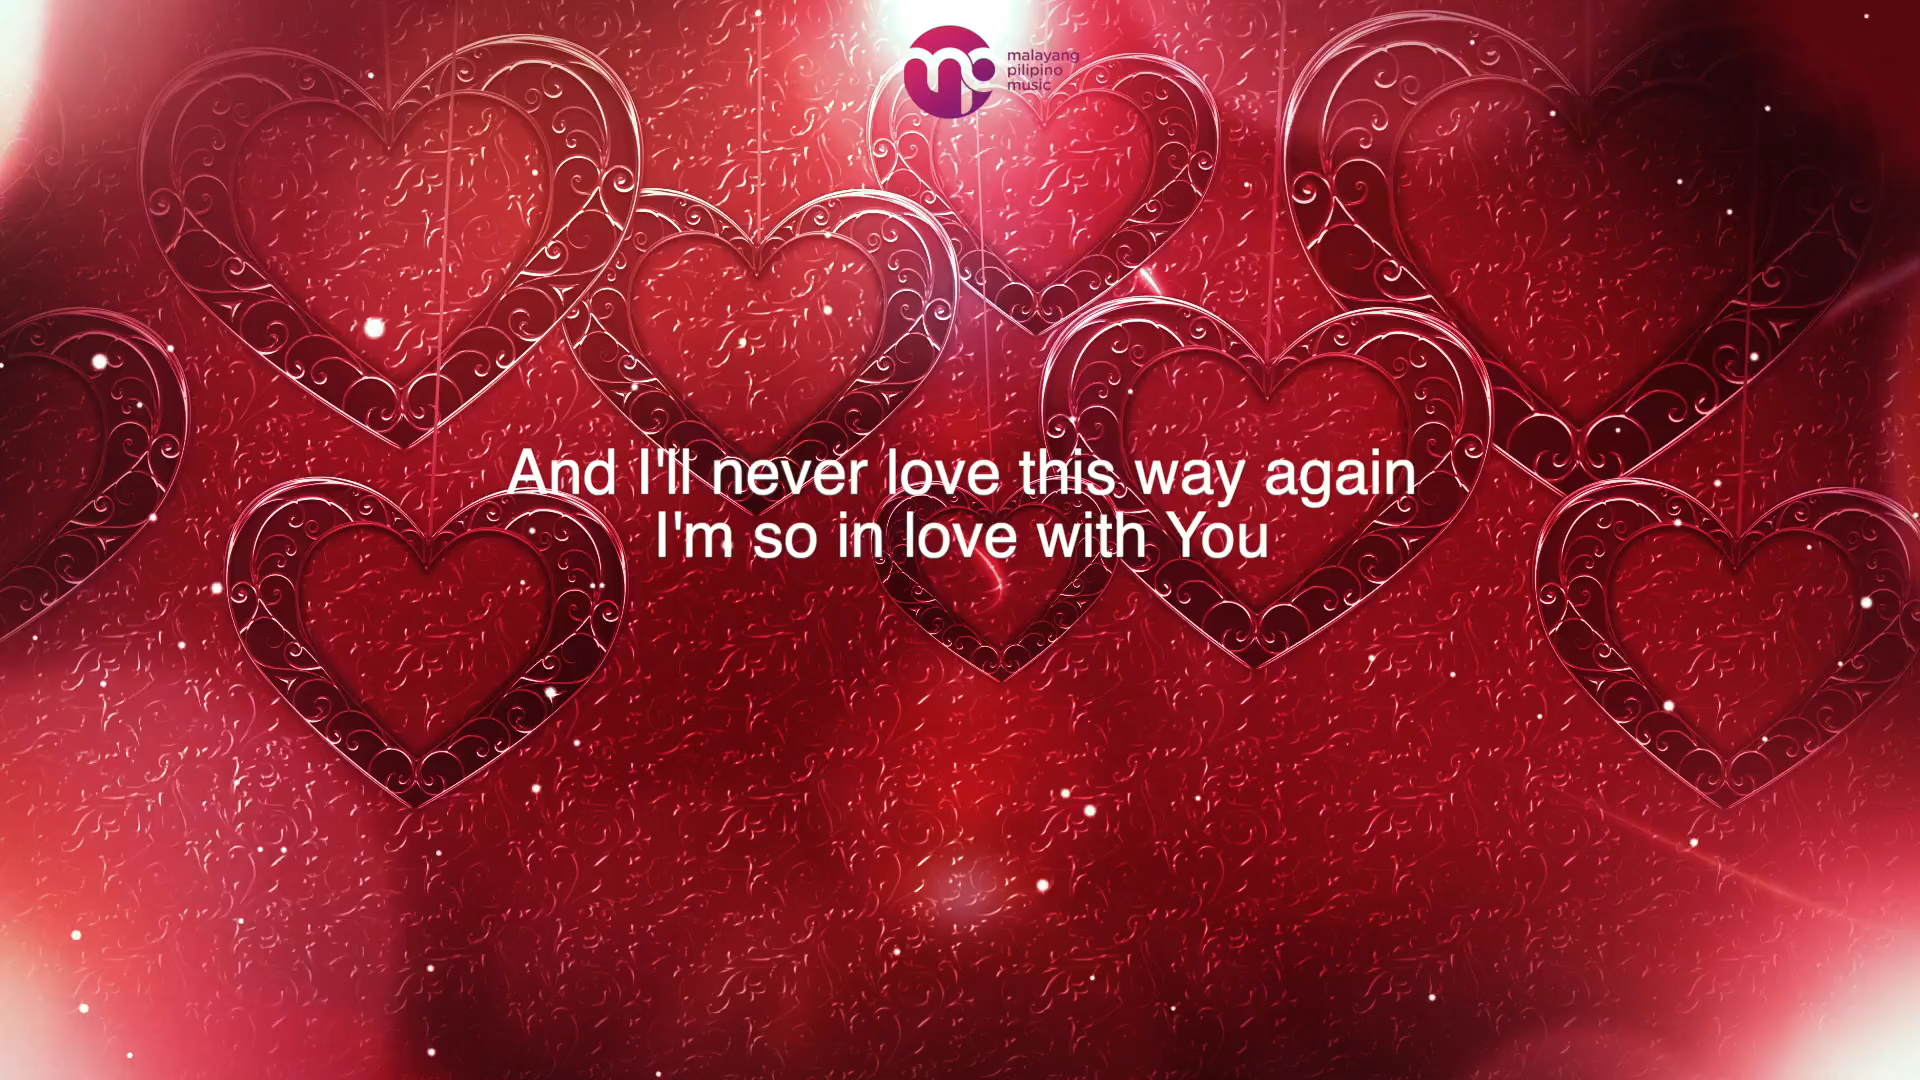 malayang
pilipino
music
And I'll never love this way again
I'm so in love with You